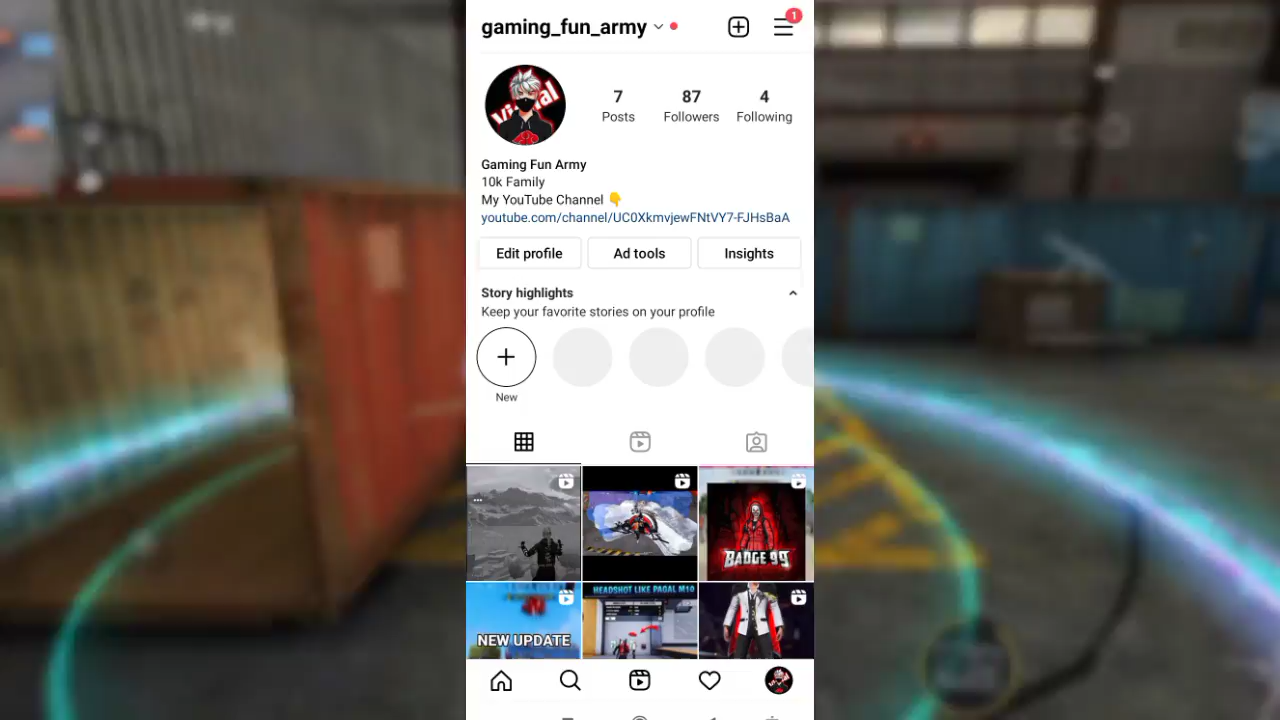 gaming_fun_army
1
7
Posts
87
Followers
4
Following
Gaming Fun Army
10k Family
My YouTube Channel 👇
youtube.com/channel/UC0XkmvjewFNtVY7-FJHsBaA
Edit profile
Ad tools
Insights
Story highlights
Keep your favorite stories on your profile
New
BADGE 99
NEW UPDATE
HEADSHOT LIKE PAGAL M10